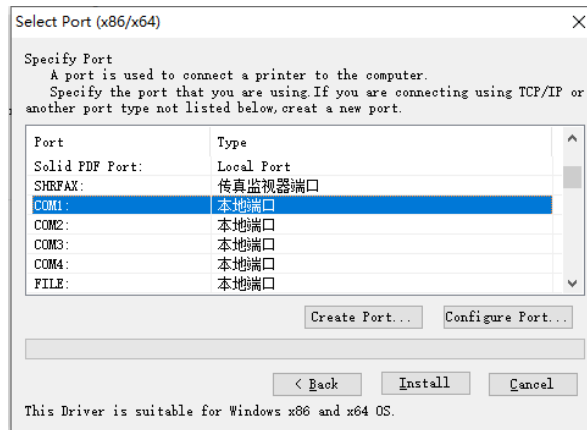 Select Port (x86/x64)
Specify Port
A port is used to connect a printer to the computer.
Specify the port that you are using.If you are connecting using TCP/IP or
another port type not listed below,creat a new port.
Port Type
Solid PDF Port: Local Port
SHRFAX: 传真监视器端口
COM1: 本地端口
COM2: 本地端口
COM3: 本地端口
COM4: 本地端口
FILE: 本地端口
Create Port... Configure Port...
< Back Install Cancel
This Driver is suitable for Windows x86 and x64 OS.